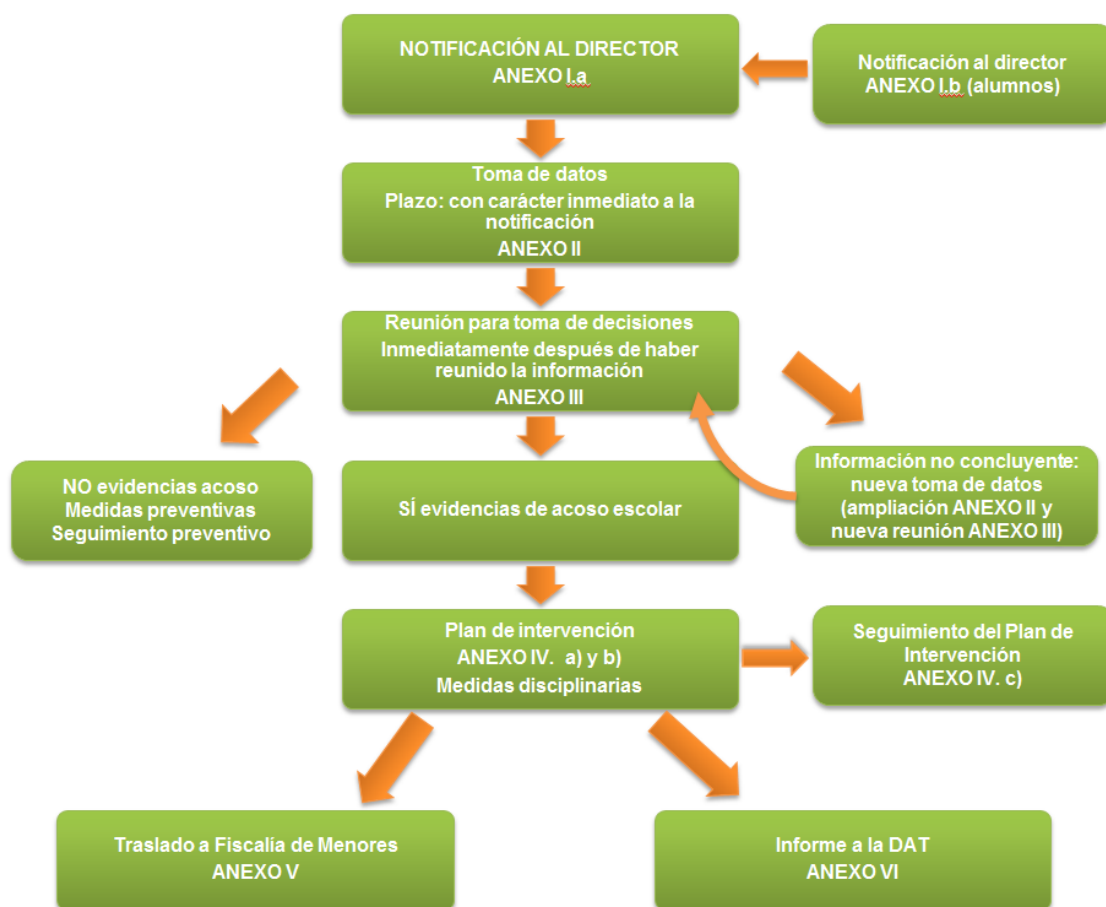 NOTIFICACIÓN AL DIRECTOR
ANEXO I.a
Notificación al director
ANEXO I.b (alumnos)
Toma de datos
Plazo: con carácter inmediato a la
notificación
ANEXO II
Reunión para toma de decisiones
Inmediatamente después de haber
reunido la información
ANEXO III
NO evidencias acoso
Medidas preventivas
Seguimiento preventivo
SÍ evidencias de acoso escolar
Información no concluyente:
nueva toma de datos
(ampliación ANEXO II y
nueva reunión ANEXO III)
Plan de intervención
ANEXO IV. a) y b)
Medidas disciplinarias
Seguimiento del Plan de
Intervención
ANEXO IV. c)
Traslado a Fiscalía de Menores
ANEXO V
Informe a la DAT
ANEXO VI